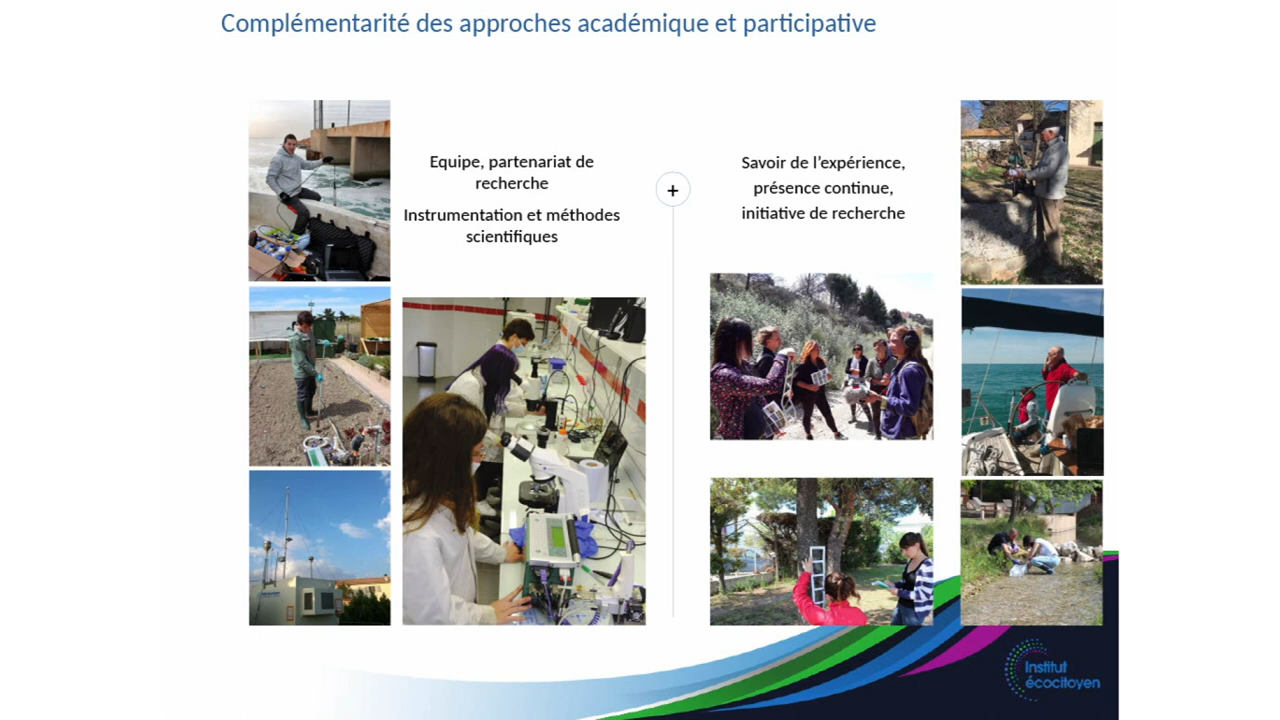 Complémentarité des approches académique et participative
Equipe, partenariat de
recherche
Instrumentation et méthodes
scientifiques
+
Savoir de l'expérience,
présence continue,
initiative de recherche
Institut
écocitoyen